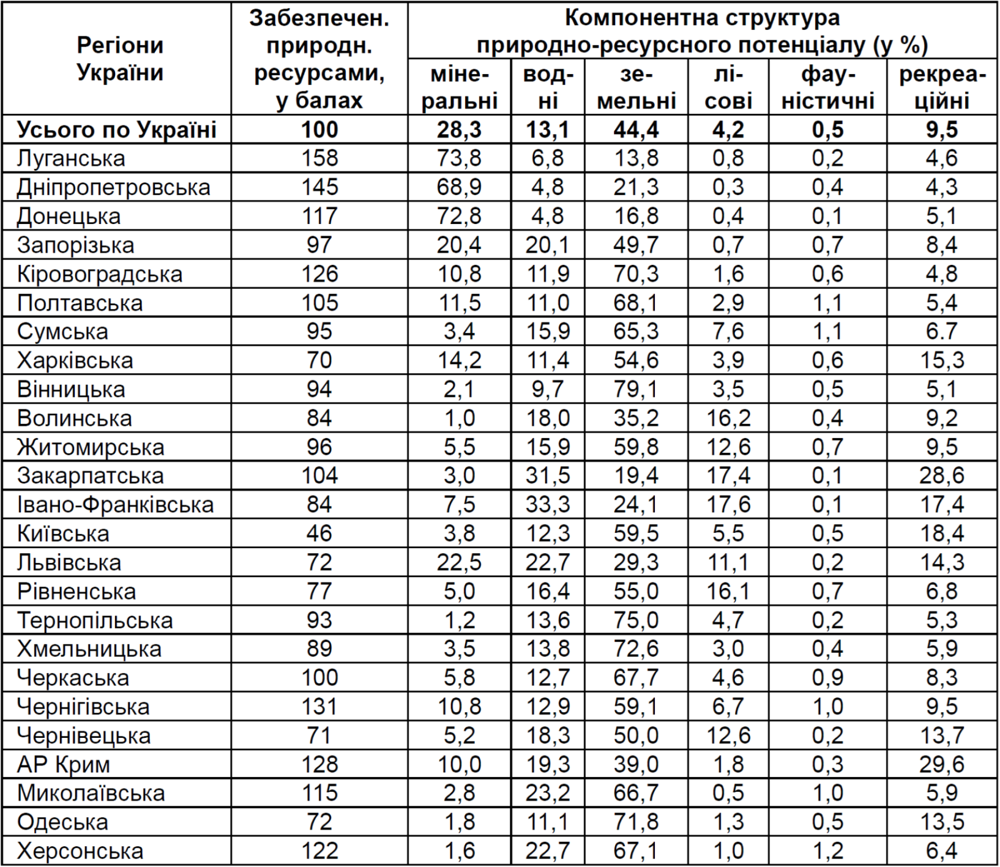 Регіони України
Забезпечен. природн. ресурсами, у балах
Компонентна структура природно-ресурсного потенціалу (у %)
міне-ральні вод-ні зе-мельні лі-сові фау-ністичні рекреа-ційні
Усього по Україні 100 28,3 13,1 44,4 4,2 0,5 9,5
Луганська 158 73,8 6,8 13,8 0,8 0,2 4,6
Дніпропетровська 145 68,9 4,8 21,3 0,3 0,4 4,3
Донецька 117 72,8 4,8 16,8 0,4 0,1 5,1
Запорізька 97 20,4 20,1 49,7 0,7 0,7 8,4
Кіровоградська 126 10,8 11,9 70,3 1,6 0,6 4,8
Полтавська 105 11,5 11,0 68,1 2,9 1,1 5,4
Сумська 95 3,4 15,9 65,3 7,6 1,1 6.7
Харківська 70 14,2 11,4 54,6 3,9 0,6 15,3
Вінницька 94 2,1 9,7 79,1 3,5 0,5 5,1
Волинська 84 1,0 18,0 35,2 16,2 0,4 9,2
Житомирська 96 5,5 15,9 59,8 12,6 0,7 9,5
Закарпатська 104 3,0 31,5 19,4 17,4 0,1 28,6
Івано-Франківська 84 7,5 33,3 24,1 17,6 0,1 17,4
Київська 46 3,8 12,3 59,5 5,5 0,5 18,4
Львівська 72 22,5 22,7 29,3 11,1 0,2 14,3
Рівненська 77 5,0 16,4 55,0 16,1 0,7 6,8
Тернопільська 93 1,2 13,6 75,0 4,7 0,2 5,3
Хмельницька 89 3,5 13,8 72,6 3,0 0,4 5,9
Черкаська 100 5,8 12,7 67,7 4,6 0,9 8,3
Чернігівська 131 10,8 12,9 59,1 6,7 1,0 9,5
Чернівецька 71 5,2 18,3 50,0 12,6 0,2 13,7
АР Крим 128 10,0 19,3 39,0 1,8 0,3 29,6
Миколаївська 115 2,8 23,2 66,7 0,5 1,0 5,9
Одеська 72 1,8 11,1 71,8 1,3 0,5 13,5
Херсонська 122 1,6 22,7 67,1 1,0 1,2 6,4